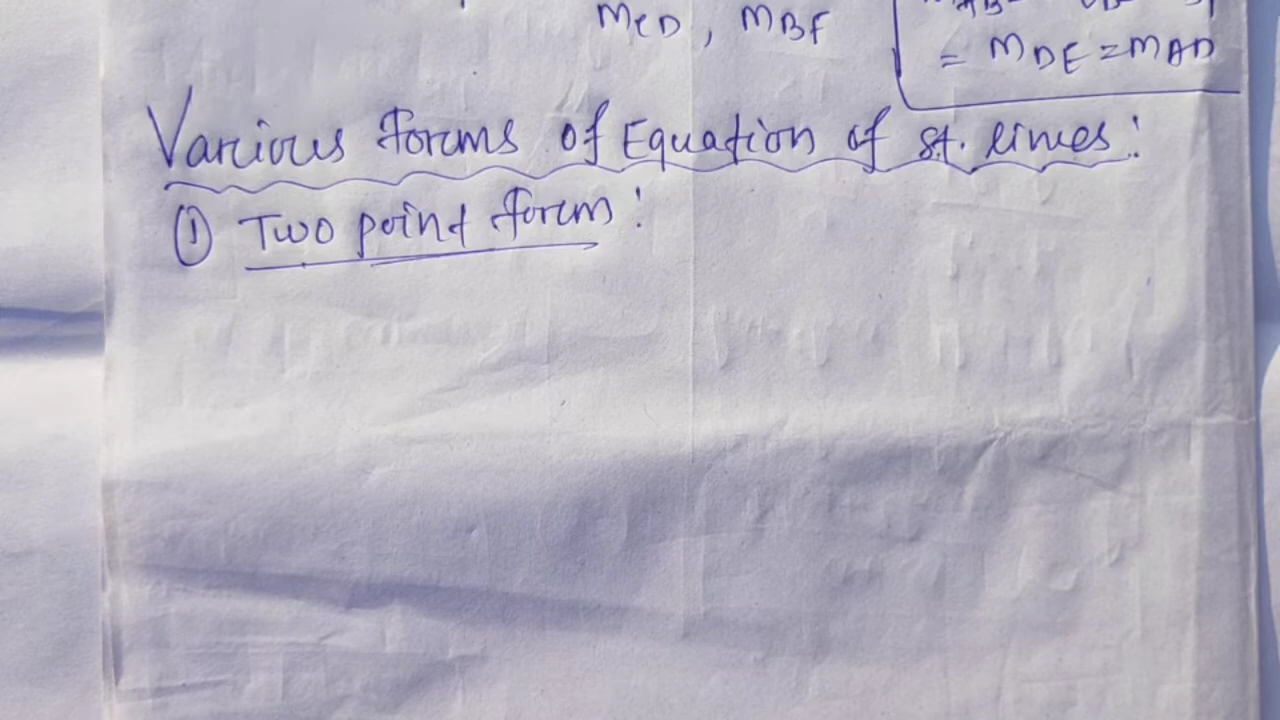 mCD, mBF
= mDE = mAD
Various forms of Equation of st. lines:
① Two point form: